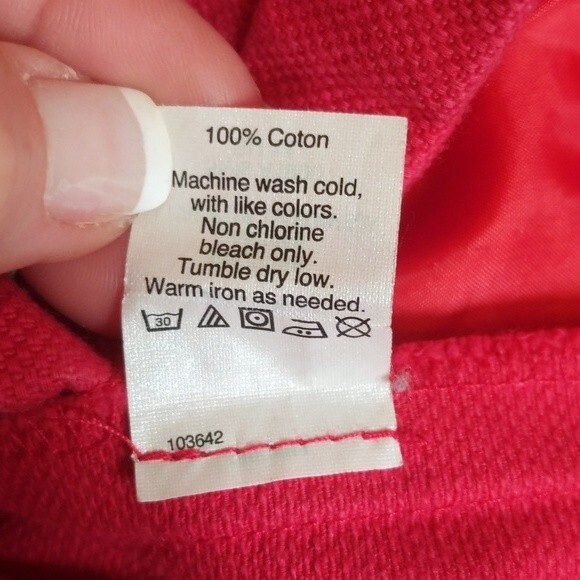 100% Coton
Machine wash cold,
with like colors.
Non chlorine
bleach only.
Tumble dry low.
Warm iron as needed.
30
103642